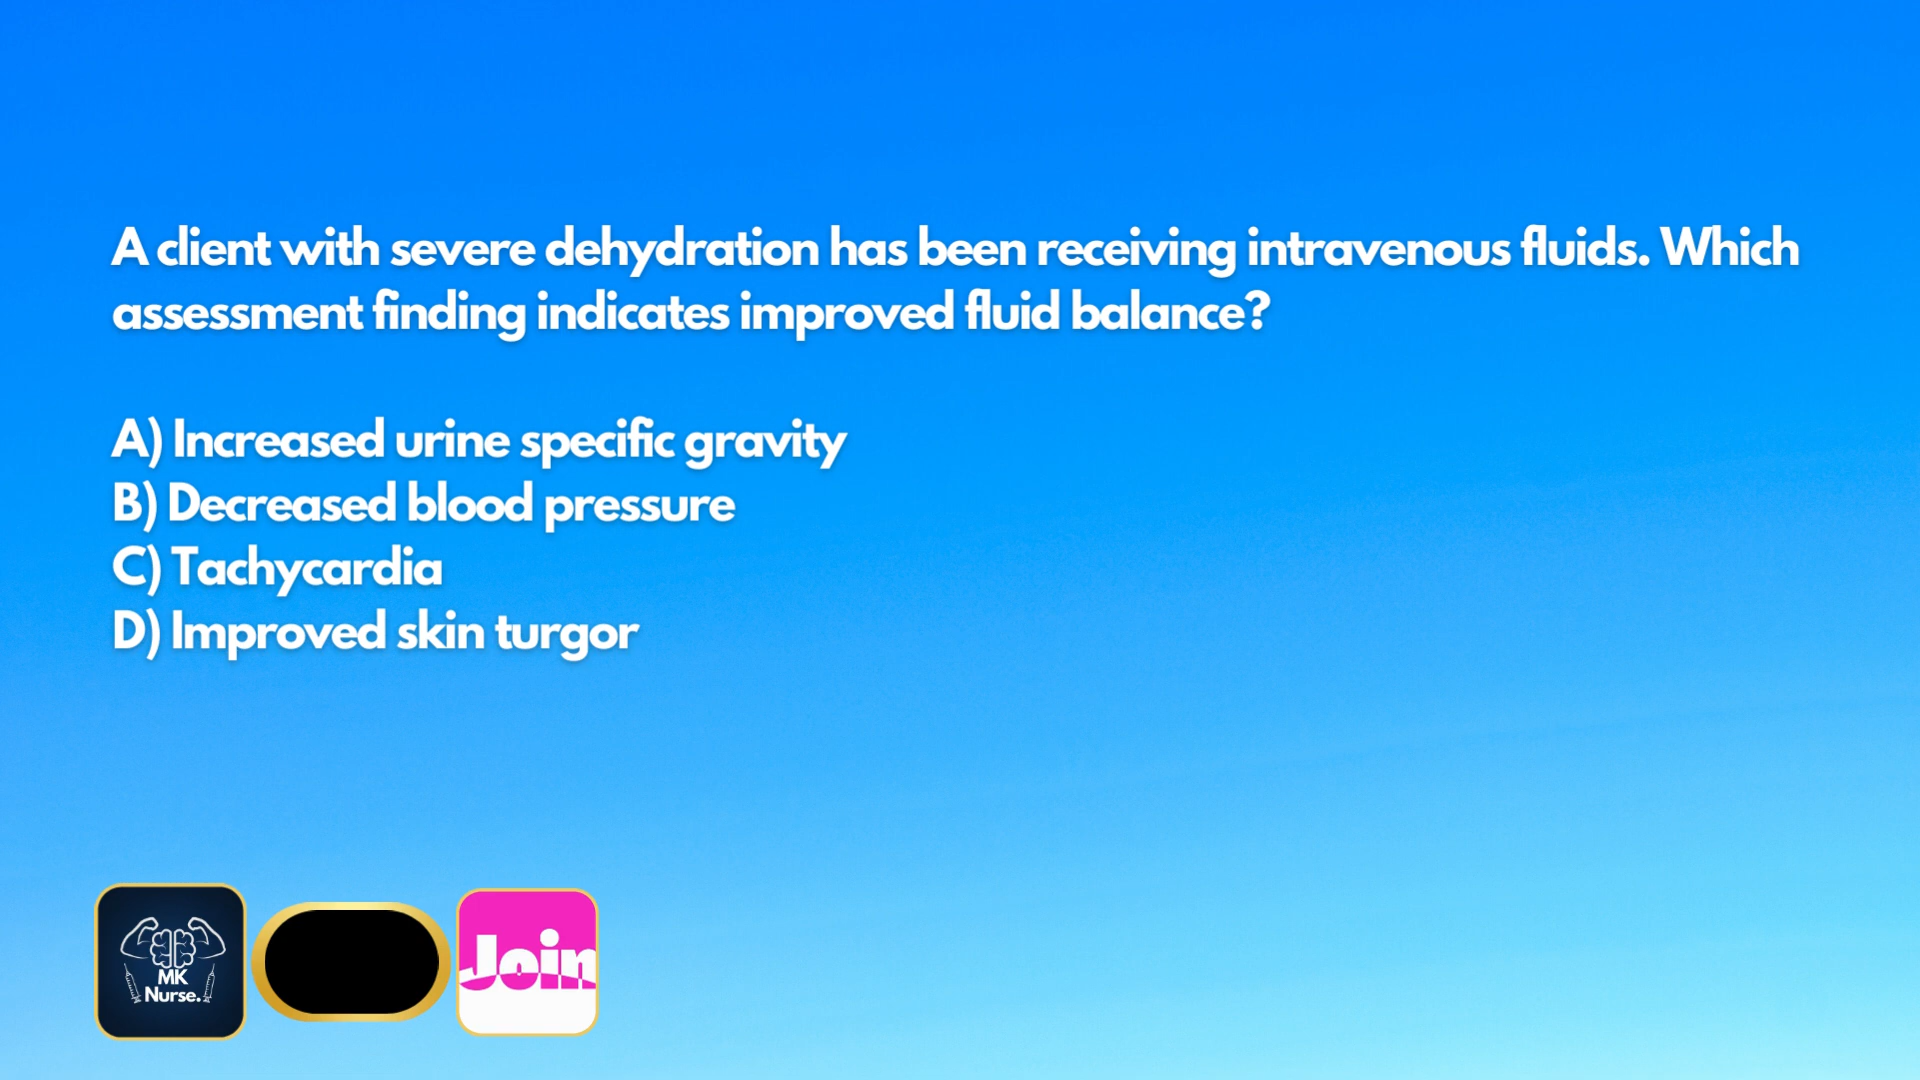 A client with severe dehydration has been receiving intravenous fluids. Which
assessment finding indicates improved fluid balance?
A) Increased urine specific gravity
B) Decreased blood pressure
C) Tachycardia
D) Improved skin turgor
MK
Nurse.
Join